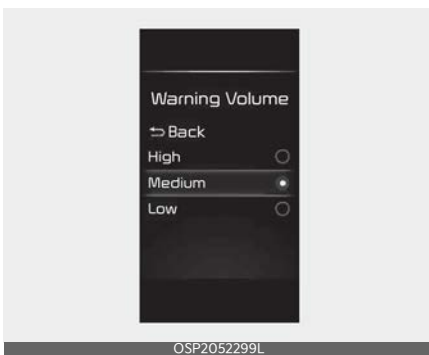 Warning Volume
Back
High
Medium
Low
OSP2052299L